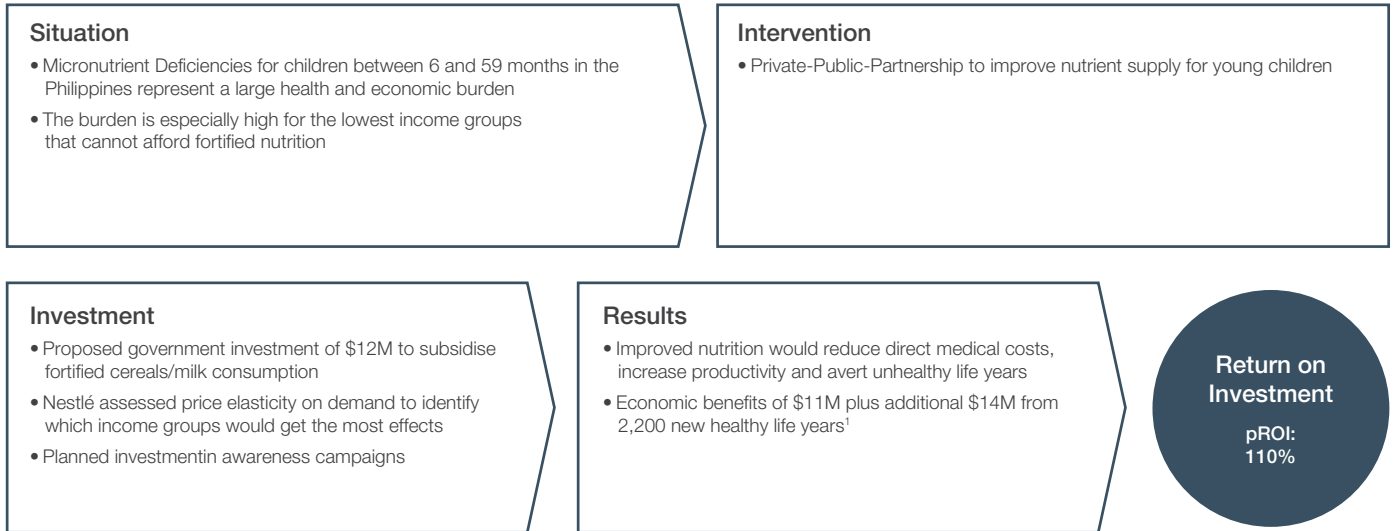 Situation
• Micronutrient Deficiencies for children between 6 and 59 months in the
Philippines represent a large health and economic burden
• The burden is especially high for the lowest income groups
that cannot afford fortified nutrition
Intervention
• Private-Public-Partnership to improve nutrient supply for young children
Investment
• Proposed government investment of $12M to subsidise
fortified cereals/milk consumption
• Nestlé assessed price elasticity on demand to identify
which income groups would get the most effects
• Planned investmentin awareness campaigns
Results
• Improved nutrition would reduce direct medical costs,
increase productivity and avert unhealthy life years
• Economic benefits of $11M plus additional $14M from
2,200 new healthy life years¹
Return on
Investment
pROI:
110%